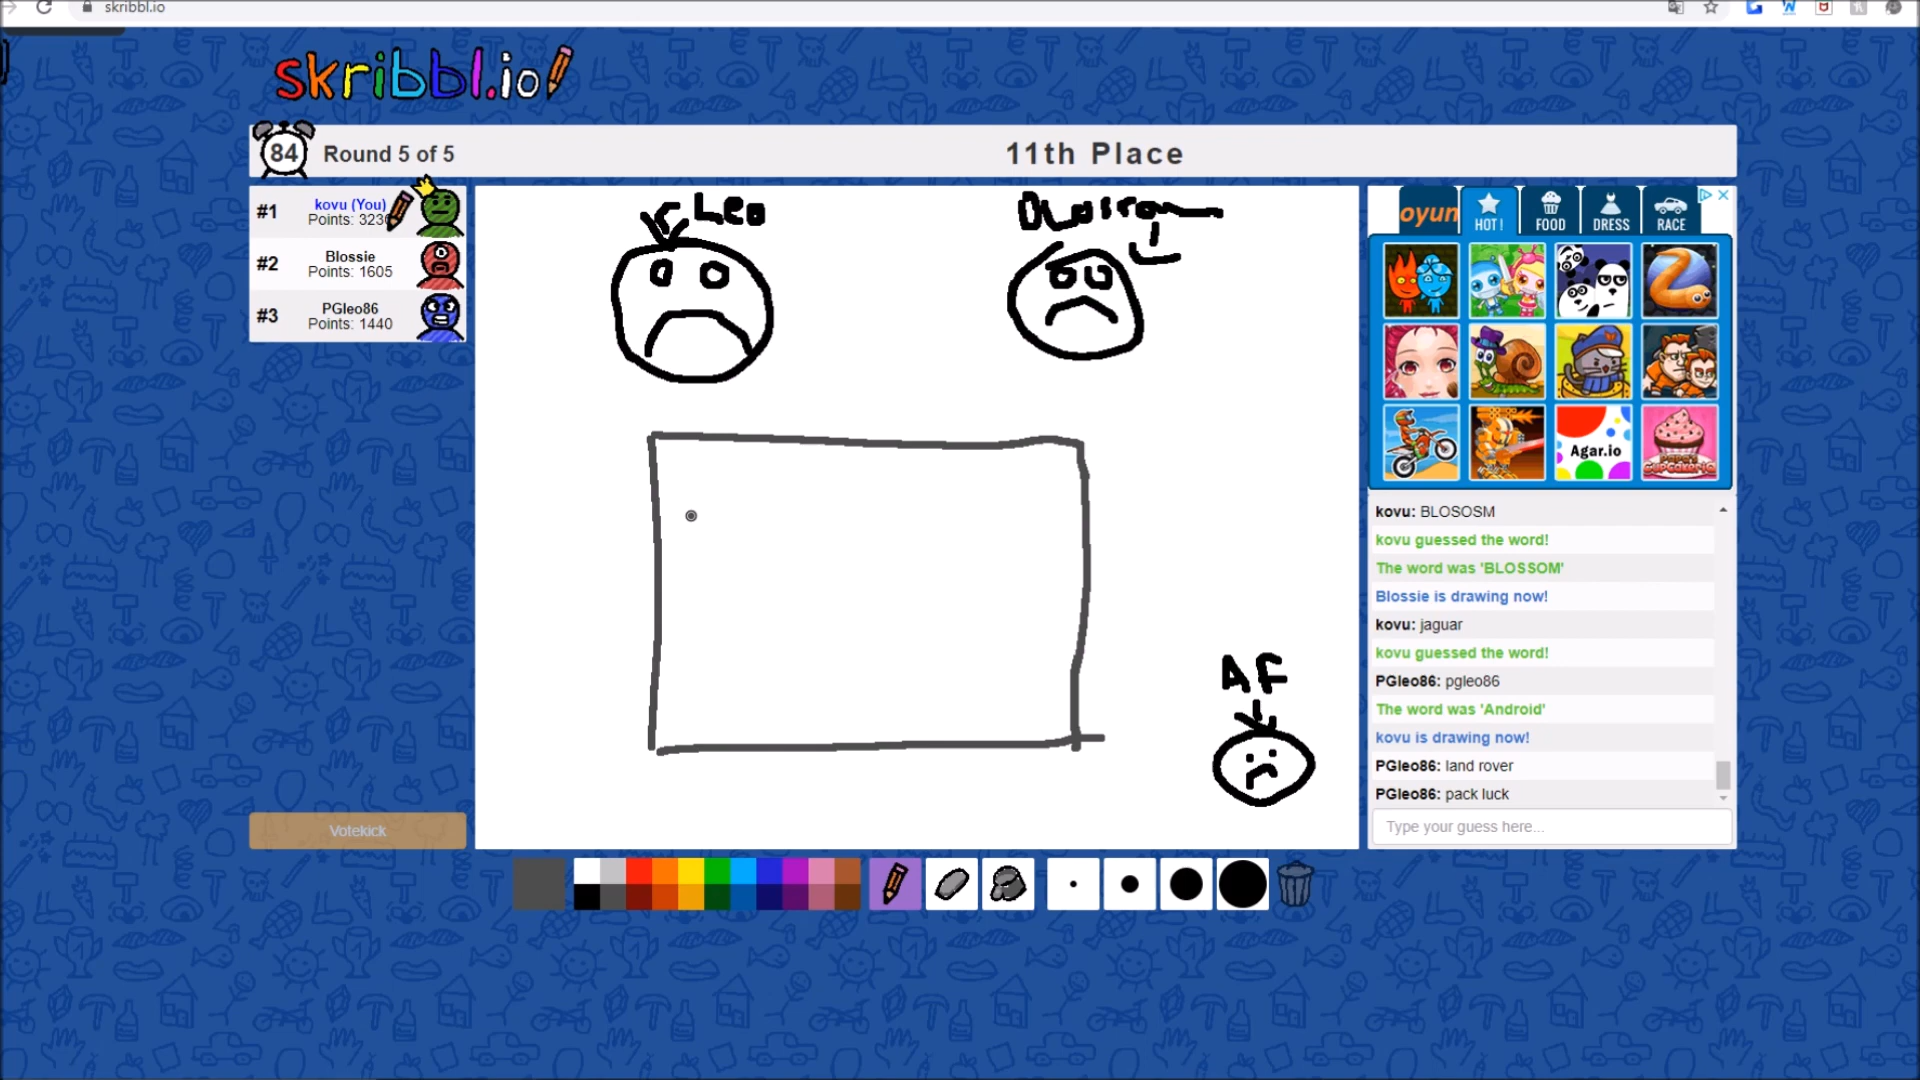 skribbl.io
skribbl.io
84
Round 5 of 5
11th Place
#1
kovu (You)
Points: 3230
#2
Blossie
Points: 1605
#3
PGleo86
Points: 1440
Leo
Blossom
AF
oyun
HOT!
FOOD
DRESS
RACE
Agar.io
kovu: BLOSOSM
kovu guessed the word!
The word was 'BLOSSOM'
Blossie is drawing now!
kovu: jaguar
kovu guessed the word!
PGleo86: pgleo86
The word was 'Android'
kovu is drawing now!
PGleo86: land rover
PGleo86: pack luck
Type your guess here...
Votekick